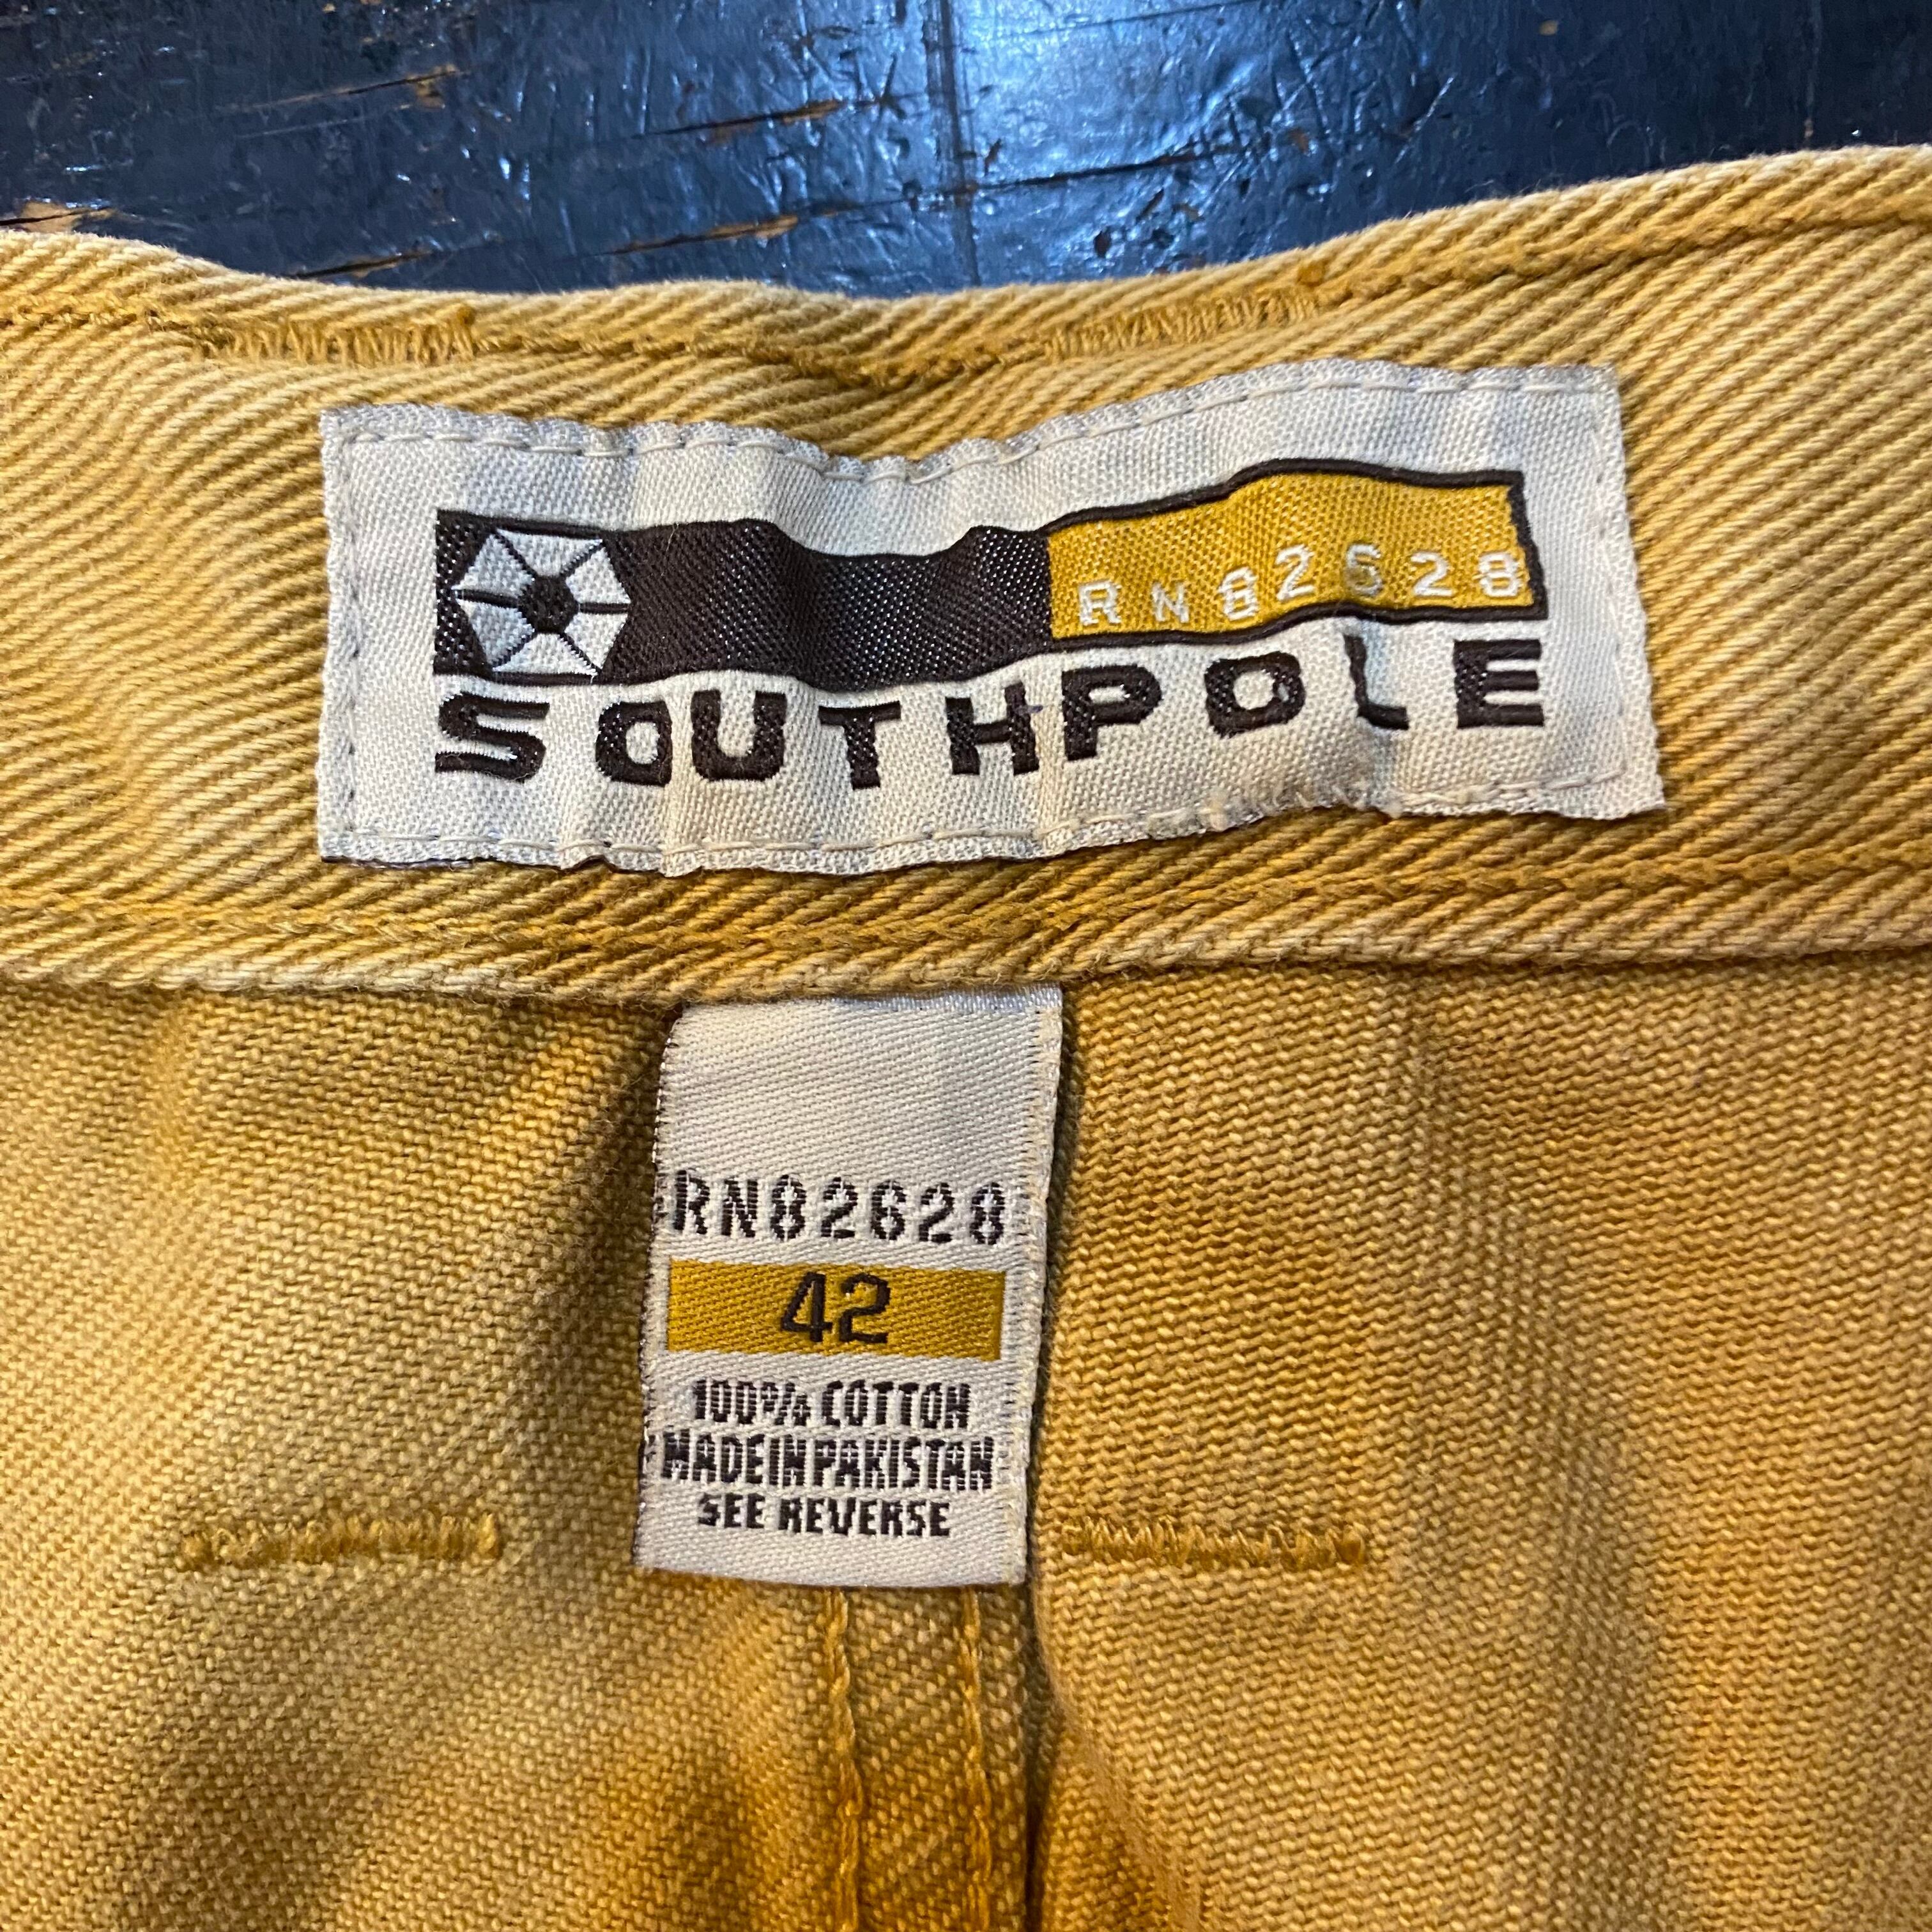 RN82628
SOUTHPOLE
RN82628
42
100% COTTON
MADE IN PAKISTAN
SEE REVERSE